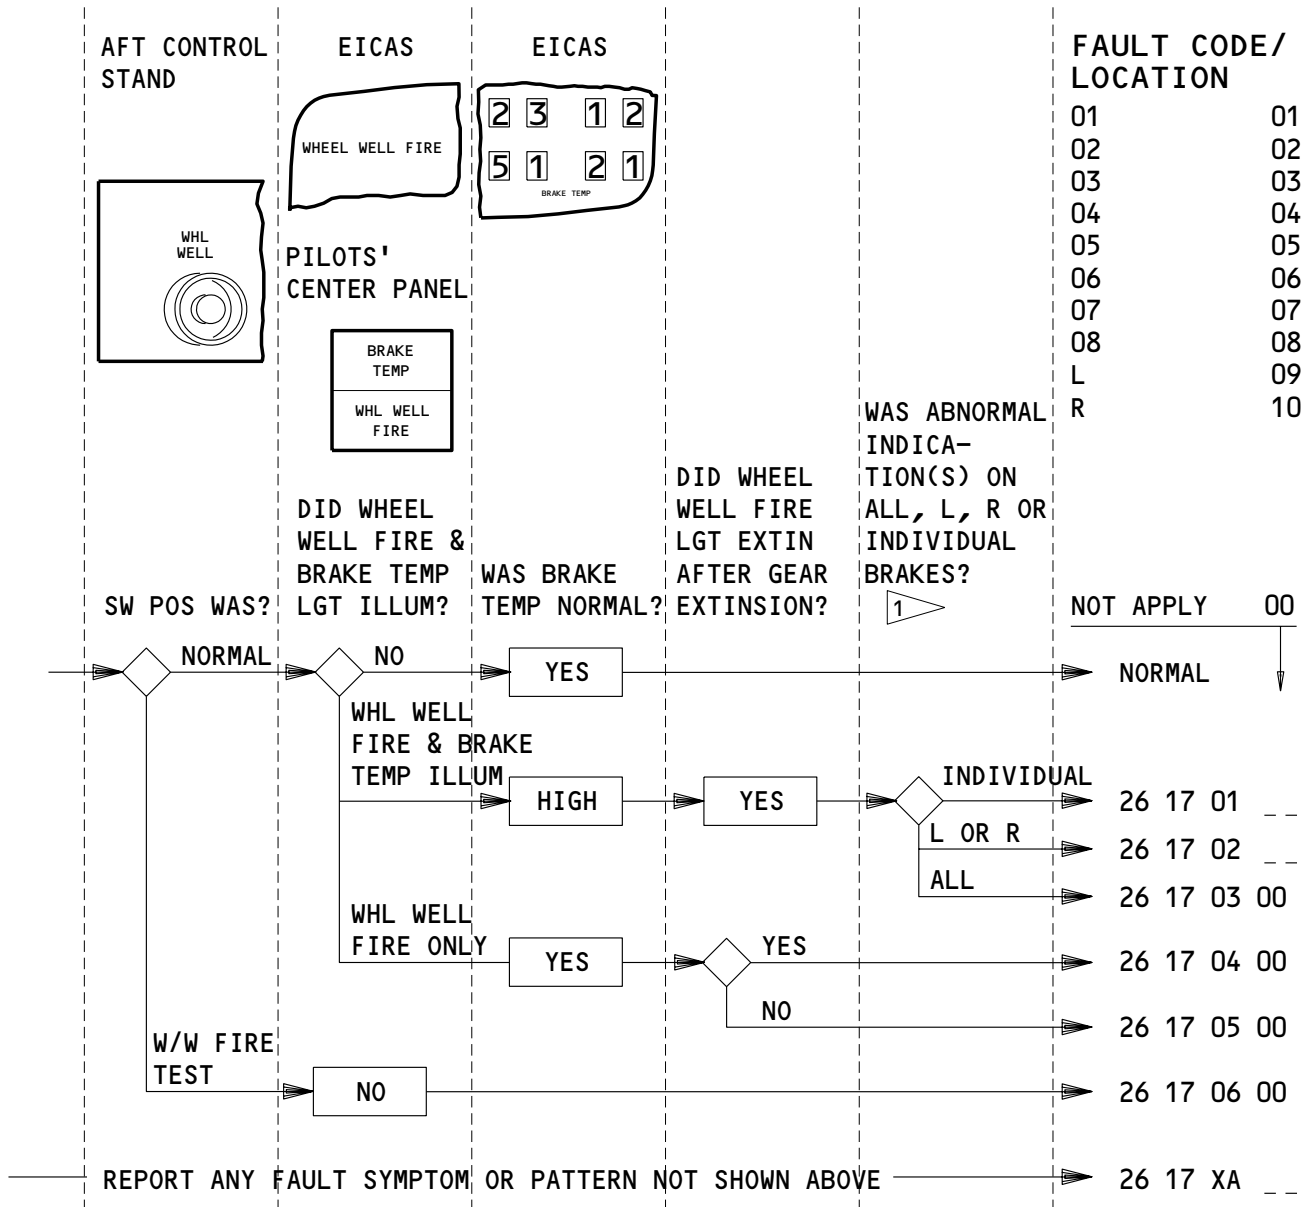 AFT CONTROL
STAND
WHL
WELL
SW POS WAS?
EICAS
WHEEL WELL FIRE
PILOTS'
CENTER PANEL
BRAKE
TEMP
WHL WELL
FIRE
DID WHEEL
WELL FIRE &
BRAKE TEMP
LGT ILLUM?
EICAS
2 3 1 2
5 1 2 1
BRAKE TEMP
WAS BRAKE
TEMP NORMAL?
DID WHEEL
WELL FIRE
LGT EXTIN
AFTER GEAR
EXTINSION?
WAS ABNORMAL
INDICA-
TION(S) ON
ALL, L, R OR
INDIVIDUAL
BRAKES?
1
FAULT CODE/
LOCATION
01 01
02 02
03 03
04 04
05 05
06 06
07 07
08 08
L 09
R 10
NOT APPLY 00
NORMAL NO YES NORMAL
WHL WELL
FIRE & BRAKE
TEMP ILLUM
HIGH YES INDIVIDUAL 26 17 01 _ _
L OR R 26 17 02 _ _
ALL 26 17 03 00
WHL WELL
FIRE ONLY
YES YES 26 17 04 00
NO 26 17 05 00
W/W FIRE
TEST
NO 26 17 06 00
REPORT ANY FAULT SYMPTOM OR PATTERN NOT SHOWN ABOVE 26 17 XA _ _